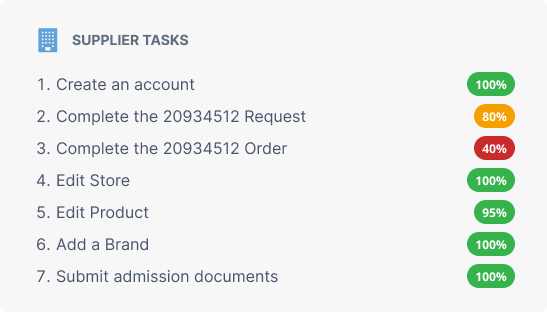 SUPPLIER TASKS
1. Create an account 100%
2. Complete the 20934512 Request 80%
3. Complete the 20934512 Order 40%
4. Edit Store 100%
5. Edit Product 95%
6. Add a Brand 100%
7. Submit admission documents 100%